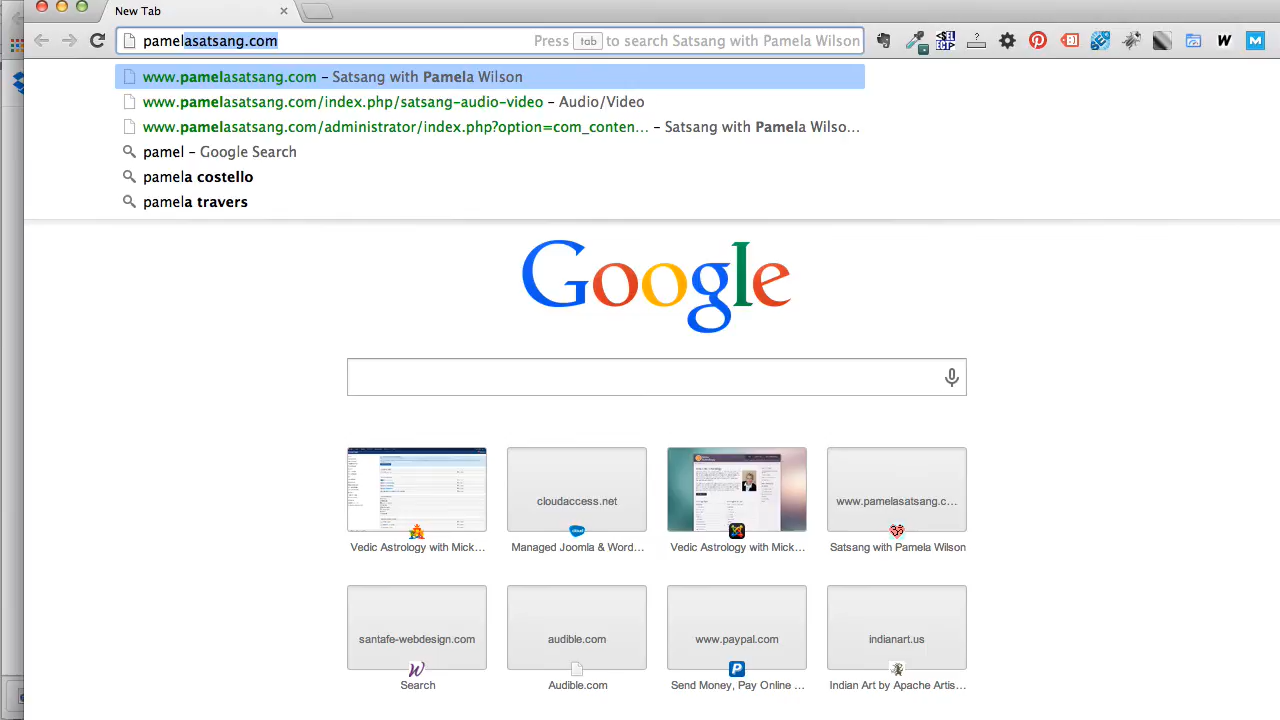 New Tab
pamelasatsang.com Press tab to search Satsang with Pamela Wilson
www.pamelasatsang.com – Satsang with Pamela Wilson
www.pamelasatsang.com/index.php/satsang-audio-video – Audio/Video
www.pamelasatsang.com/administrator/index.php?option=com_conten... – Satsang with Pamela Wilso...
pamel – Google Search
pamela costello
pamela travers
Google
cloudaccess.net
www.pamelasatsang.c...
Vedic Astrology with Mick...
Managed Joomla & Word...
Vedic Astrology with Mick...
Satsang with Pamela Wilson
santafe-webdesign.com
audible.com
www.paypal.com
indianart.us
Search
Audible.com
Send Money, Pay Online ...
Indian Art by Apache Artis...